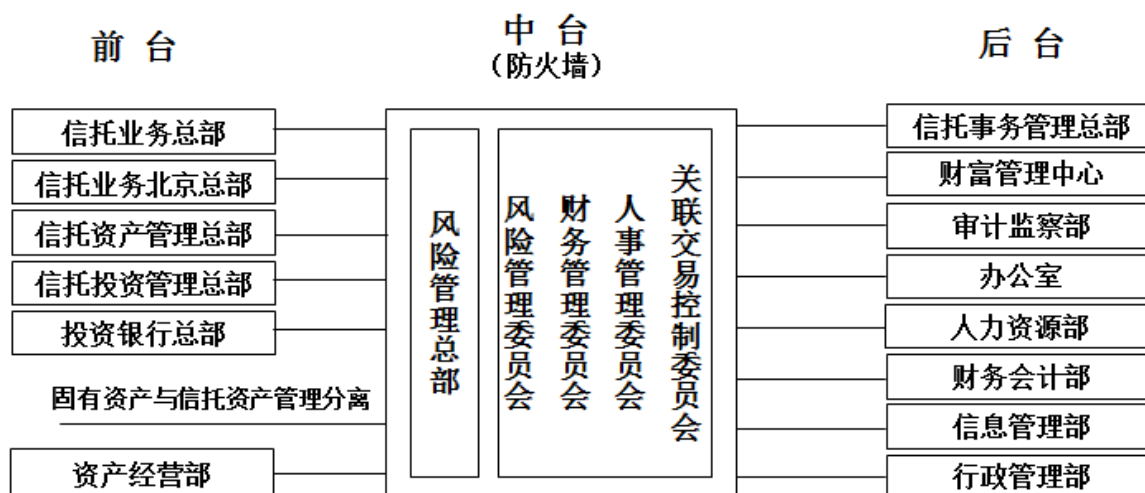 前 台
中 台
(防火墙)
后 台
信托业务总部
信托业务北京总部
信托资产管理总部
信托投资管理总部
投资银行总部
固有资产与信托资产管理分离
资产经营部
风险管理总部
风险管理委员会
财务管理委员会
人事管理委员会
关联交易控制委员会
信托事务管理总部
财富管理中心
审计监察部
办公室
人力资源部
财务会计部
信息管理部
行政管理部